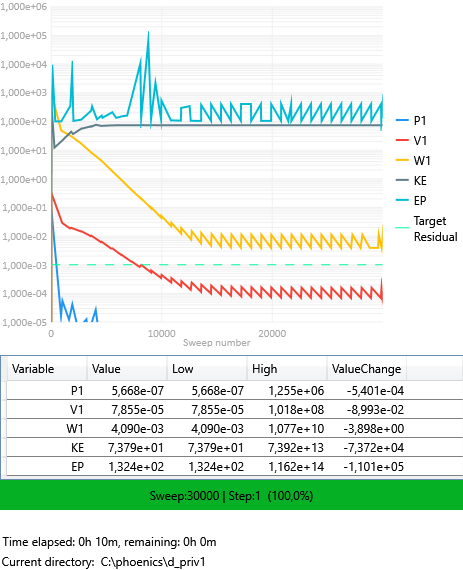 1,000e+06
1,000e+05
1,000e+04
1,000e+03
1,000e+02
1,000e+01
1,000e+00
1,000e-01
1,000e-02
1,000e-03
1,000e-04
1,000e-05
0 10000 20000
Sweep number
P1
V1
W1
KE
EP
Target
Residual
Variable Value Low High ValueChange
P1 5,668e-07 5,668e-07 1,255e+06 -5,401e-04
V1 7,855e-05 7,855e-05 1,018e+08 -8,993e-02
W1 4,090e-03 4,090e-03 1,077e+10 -3,898e+00
KE 7,379e+01 7,379e+01 7,392e+13 -7,372e+04
EP 1,324e+02 1,324e+02 1,162e+14 -1,101e+05
Sweep:30000 | Step:1 (100,0%)
Time elapsed: 0h 10m, remaining: 0h 0m
Current directory: C:\phoenics\d_priv1